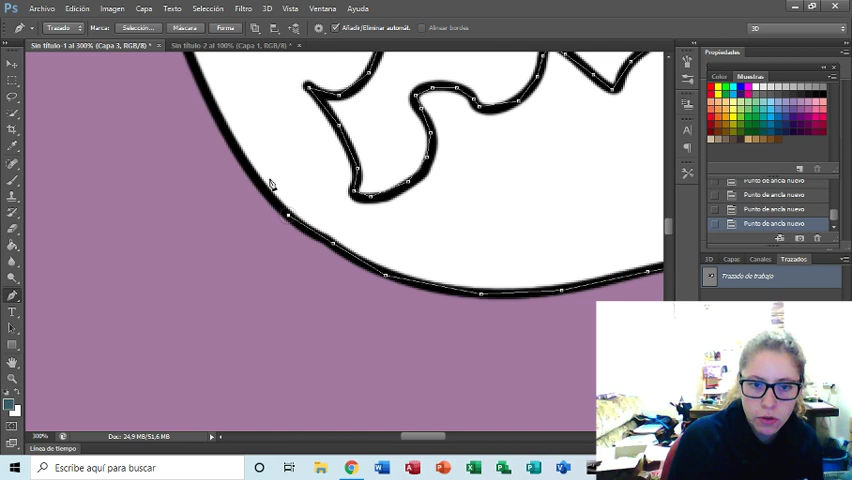 Ps Archivo Edición Imagen Capa Texto Selección Filtro 3D Vista Ventana Ayuda
Trazado Marca: Selección... Máscara Forma Añadir/Eliminar automát. Alinear bordes 3D
Sin título-1 al 300% (Capa 3, RGB/8) * × Sin título-2 al 100% (Capa 1, RGB/8) * ×
Propiedades
Color Muestras
Punto de ancla nuevo
Punto de ancla nuevo
Punto de ancla nuevo
Punto de ancla nuevo
3D Capas Canales Trazados
Trazado de trabajo
300% Doc: 24,9 MB/51,6 MB
Línea de tiempo
Escribe aquí para buscar